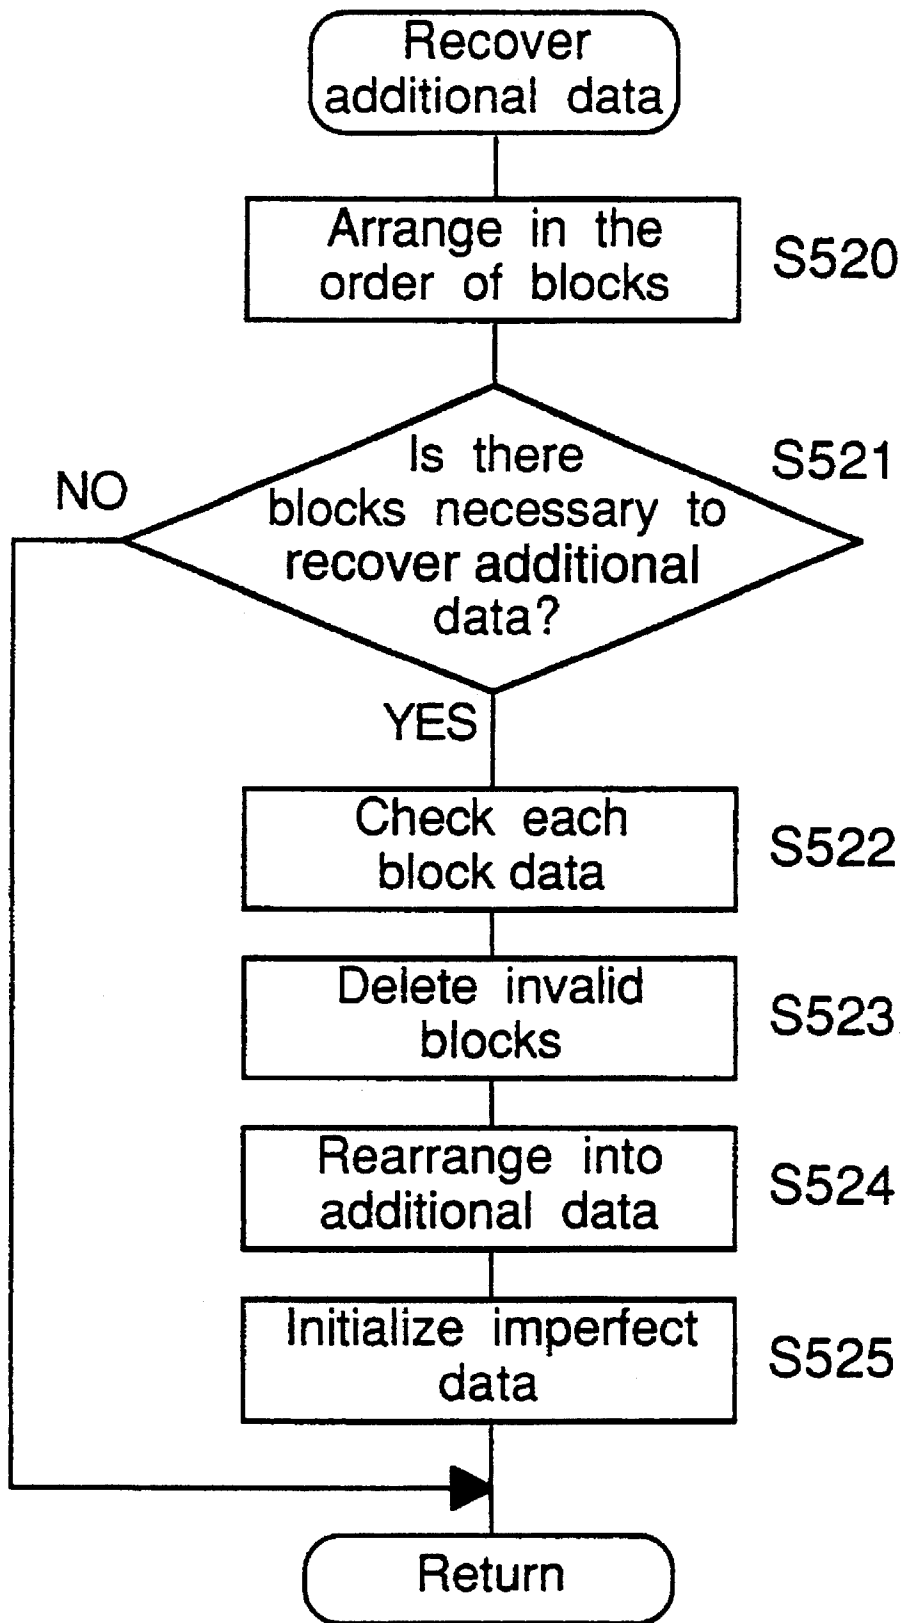 Recover
additional data
Arrange in the
order of blocks
S520
Is there
blocks necessary to
recover additional
data?
S521
NO
YES
Check each
block data
S522
Delete invalid
blocks
S523
Rearrange into
additional data
S524
Initialize imperfect
data
S525
Return